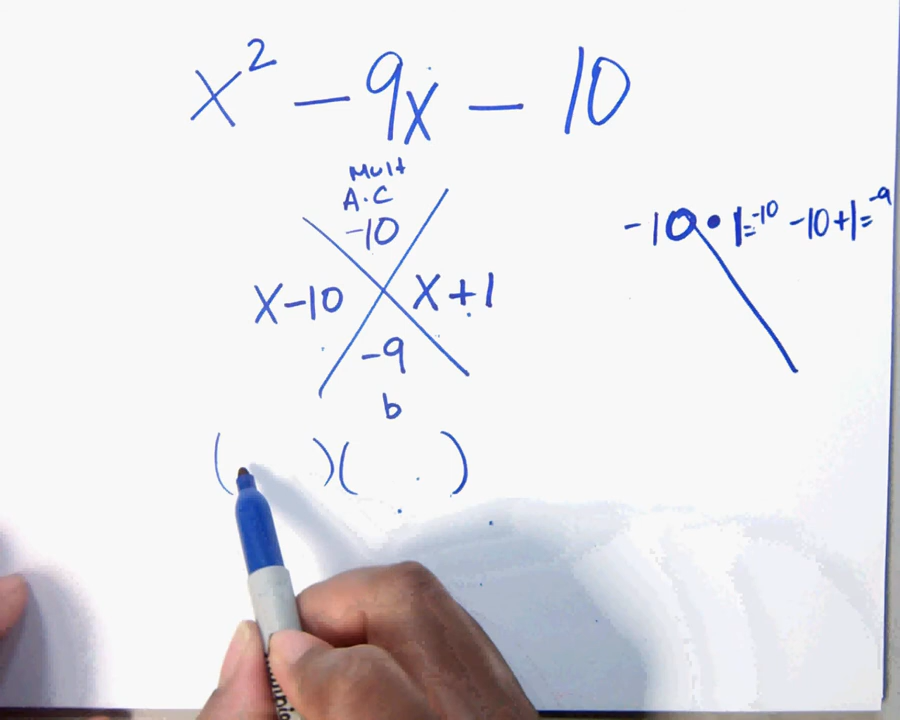 x² - 9x - 10
Mult
A.C
-10
x-10 x+1
-9
b
( )( . )
-10 • 1=-10 -10+1=-9